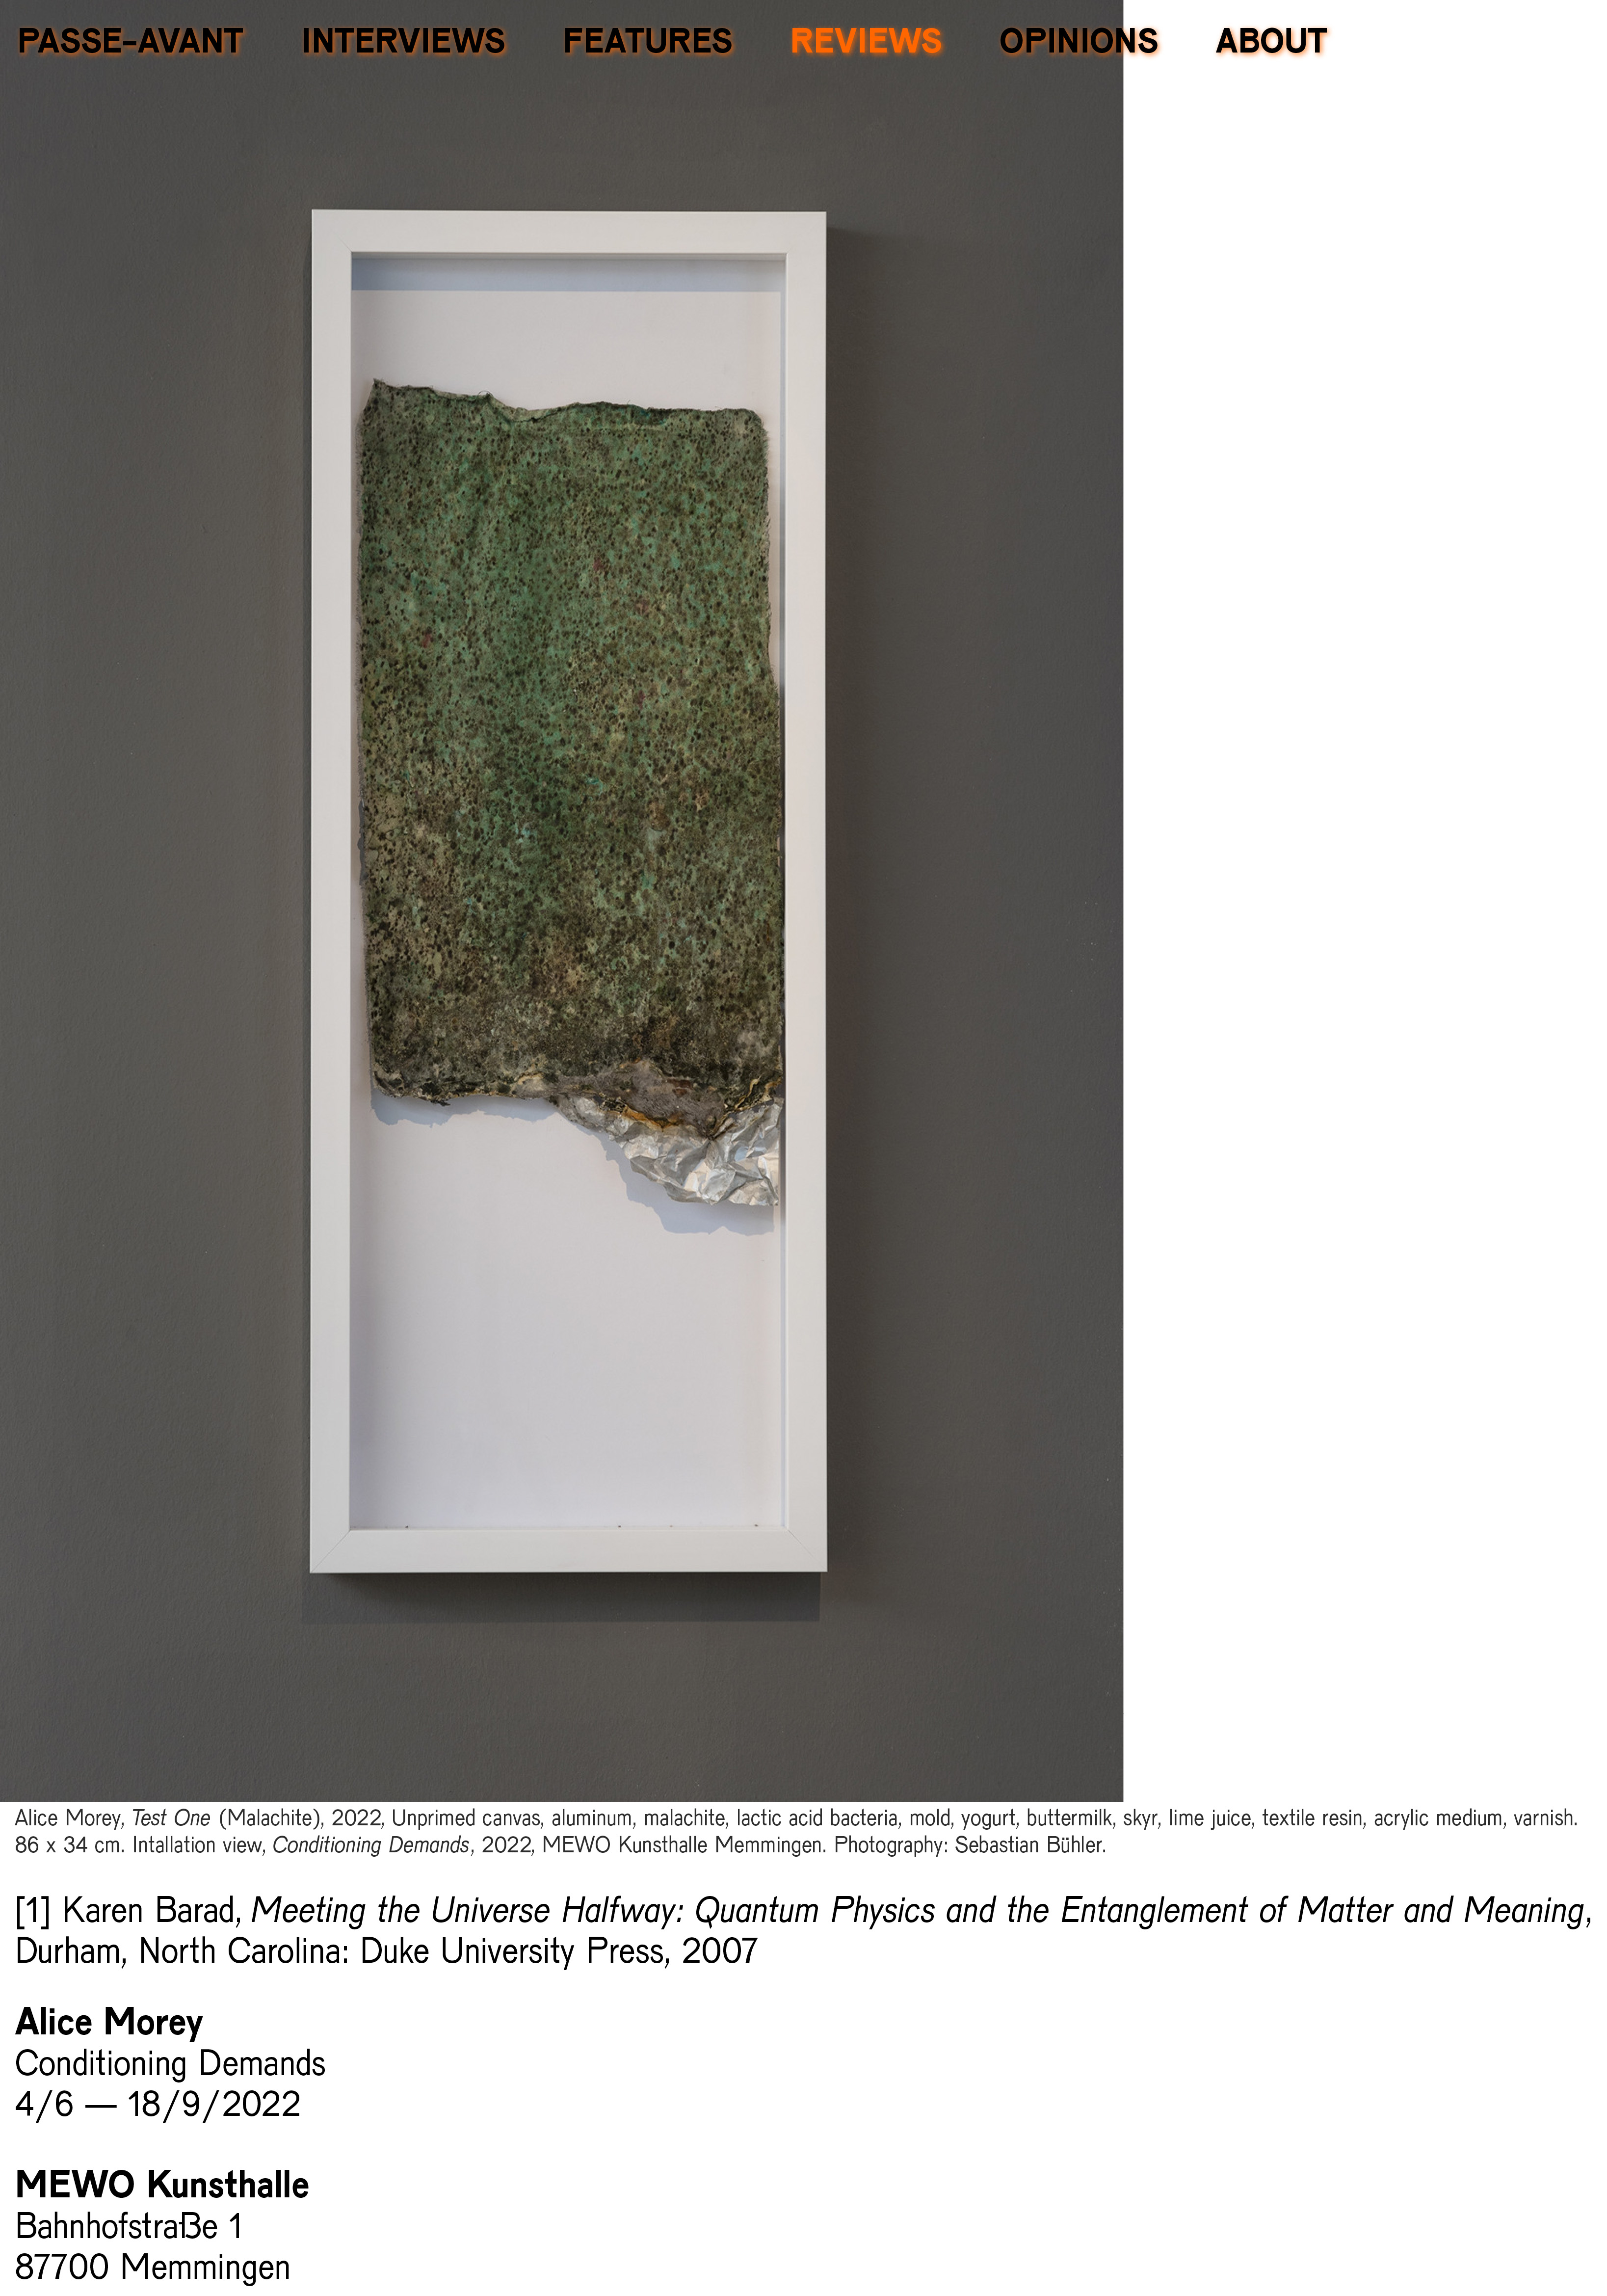 PASSE-AVANT INTERVIEWS FEATURES REVIEWS OPINIONS ABOUT
Alice Morey, Test One (Malachite), 2022, Unprimed canvas, aluminum, malachite, lactic acid bacteria, mold, yogurt, buttermilk, skyr, lime juice, textile resin, acrylic medium, varnish.
86 x 34 cm. Intallation view, Conditioning Demands, 2022, MEWO Kunsthalle Memmingen. Photography: Sebastian Bühler.
[1] Karen Barad, Meeting the Universe Halfway: Quantum Physics and the Entanglement of Matter and Meaning,
Durham, North Carolina: Duke University Press, 2007
Alice Morey
Conditioning Demands
4/6 — 18/9/2022
MEWO Kunsthalle
Bahnhofstraße 1
87700 Memmingen